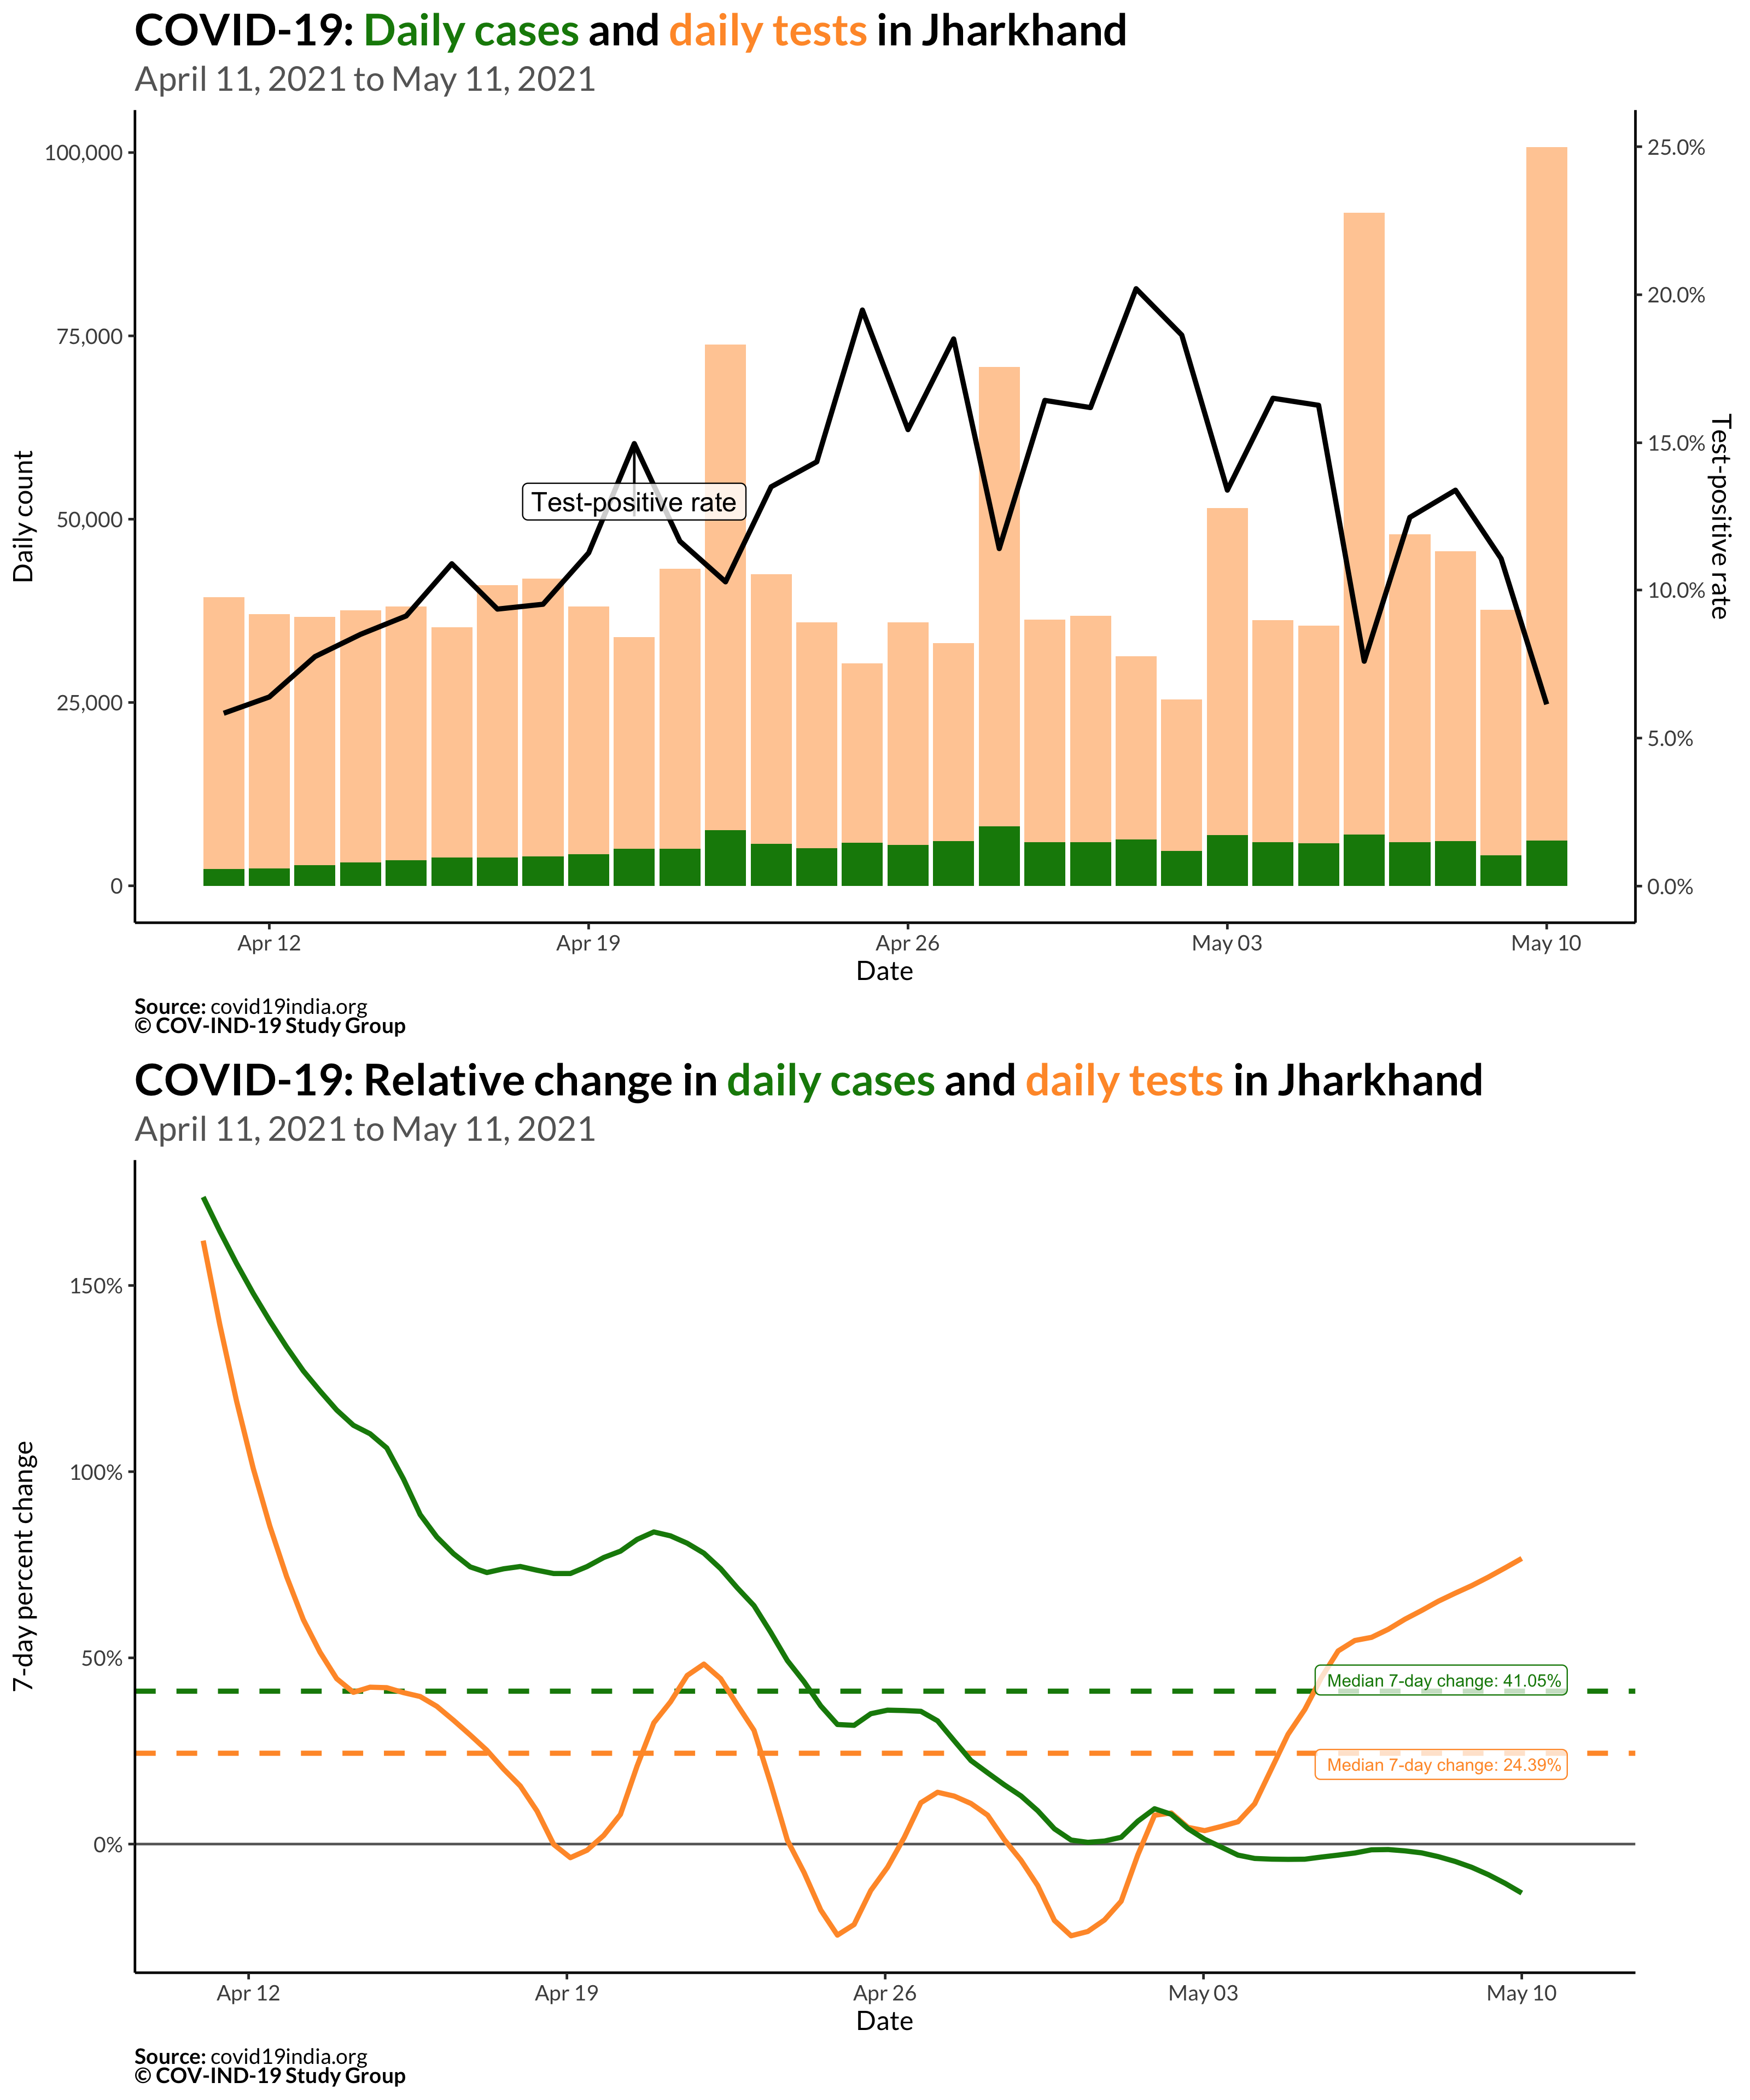 COVID-19: Daily cases and daily tests in Jharkhand
April 11, 2021 to May 11, 2021
100,000
75,000
50,000
25,000
0
Daily count
25.0%
20.0%
15.0%
10.0%
5.0%
0.0%
Test-positive rate
Test-positive rate
Apr 12
Apr 19
Apr 26
May 03
May 10
Date
Source: covid19india.org
© COV-IND-19 Study Group
COVID-19: Relative change in daily cases and daily tests in Jharkhand
April 11, 2021 to May 11, 2021
150%
100%
50%
0%
7-day percent change
Median 7-day change: 41.05%
Median 7-day change: 24.39%
Apr 12
Apr 19
Apr 26
May 03
May 10
Date
Source: covid19india.org
© COV-IND-19 Study Group